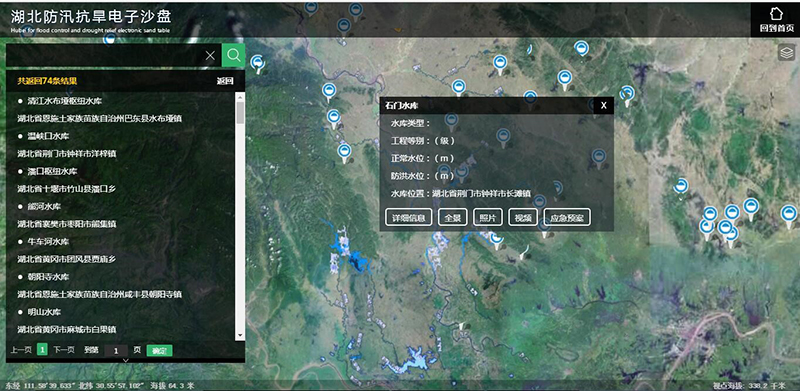 湖北防汛抗旱电子沙盘
Hubei for flood control and drought relief electronic sand table
回到首页
共返回74条结果 返回
清江水布垭枢纽水库
湖北省恩施土家族苗族自治州巴东县水布垭镇
温峡口水库
湖北省荆门市钟祥市洋梓镇
潘口枢纽水库
湖北省十堰市竹山县潘口乡
熊河水库
湖北省襄樊市枣阳市熊集镇
牛车河水库
湖北省黄冈市团风县贾庙乡
朝阳寺水库
湖北省恩施土家族苗族自治州咸丰县朝阳寺镇
明山水库
湖北省黄冈市麻城市白果镇
上一页 1 下一页 到第 1 页 确定
石门水库 X
水库类型：
工程等别：（级）
正常水位：（m）
防洪水位：（m）
水库位置：湖北省荆门市钟祥市长滩镇
详细信息 全景 照片 视频 应急预案
东经 111°58'39.633" 北纬 30°55'57.102" 海拔 64.3 米
视点海拔：338.2 千米